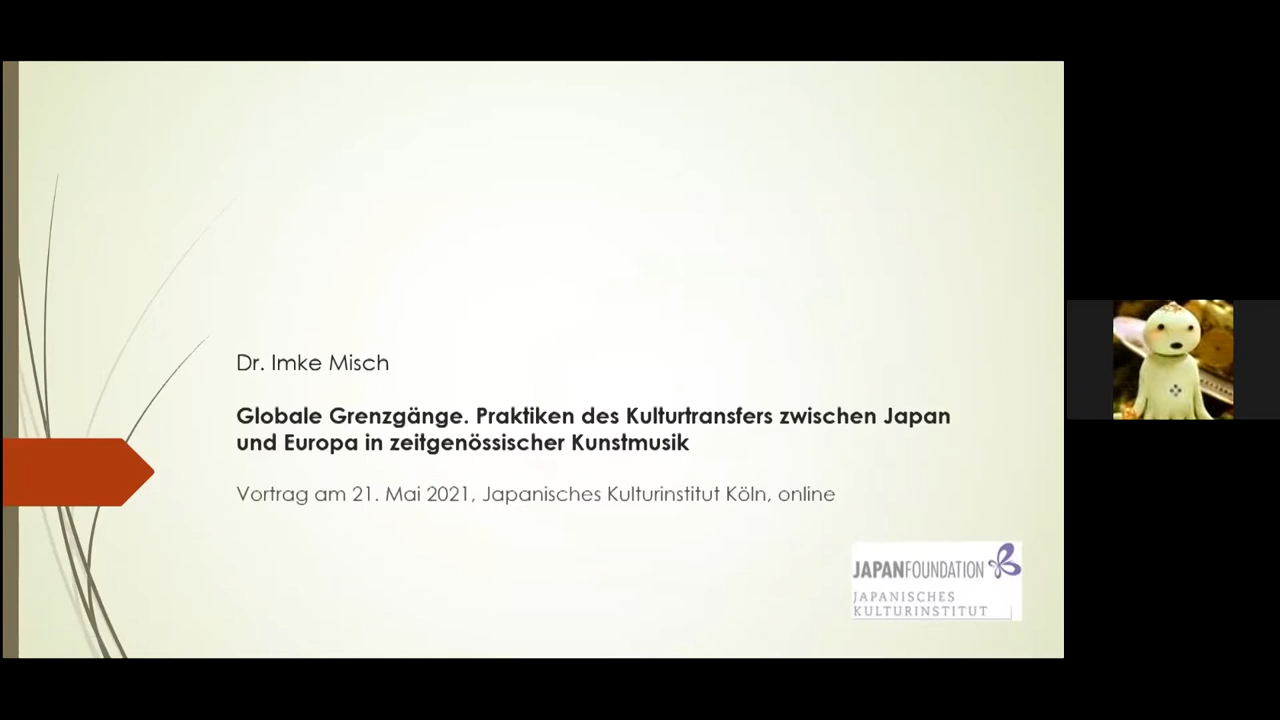 Dr. Imke Misch
Globale Grenzgänge. Praktiken des Kulturtransfers zwischen Japan
und Europa in zeitgenössischer Kunstmusik
Vortrag am 21. Mai 2021, Japanisches Kulturinstitut Köln, online
JAPANFOUNDATION
JAPANISCHES
KULTURINSTITUT